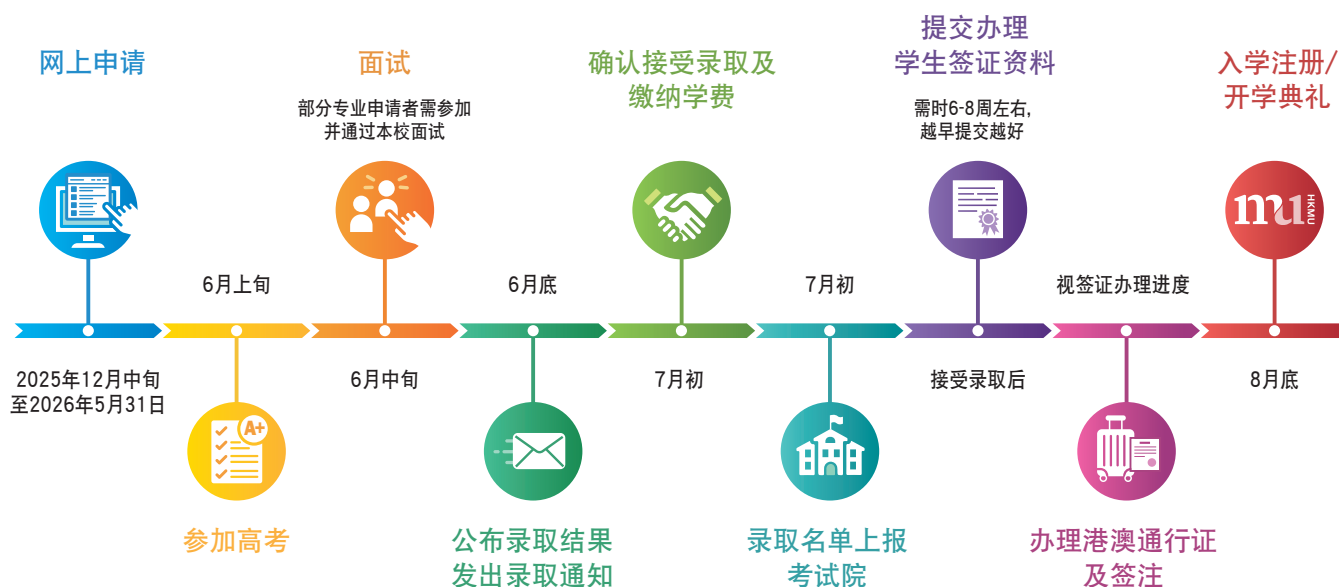 网上申请
2025年12月中旬
至2026年5月31日
6月上旬
A+
参加高考
面试
部分专业申请者需参加
并通过本校面试
6月中旬
6月底
公布录取结果
发出录取通知
确认接受录取及
缴纳学费
7月初
7月初
录取名单上报
考试院
提交办理
学生签证资料
需时6-8周左右,
越早提交越好
接受录取后
视签证办理进度
办理港澳通行证
及签注
入学注册/
开学典礼
mu
HKMU
8月底